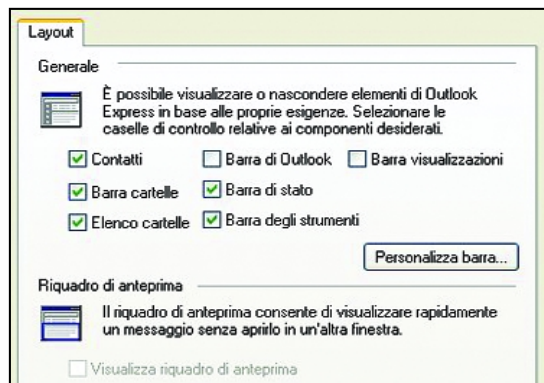 Layout
Generale
È possibile visualizzare o nascondere elementi di Outlook
Express in base alle proprie esigenze. Selezionare le
caselle di controllo relative ai componenti desiderati.
Contatti Barra di Outlook Barra visualizzazioni
Barra cartelle Barra di stato
Elenco cartelle Barra degli strumenti
Personalizza barra...
Riquadro di anteprima
Il riquadro di anteprima consente di visualizzare rapidamente
un messaggio senza aprirlo in un'altra finestra.
Visualizza riquadro di anteprima